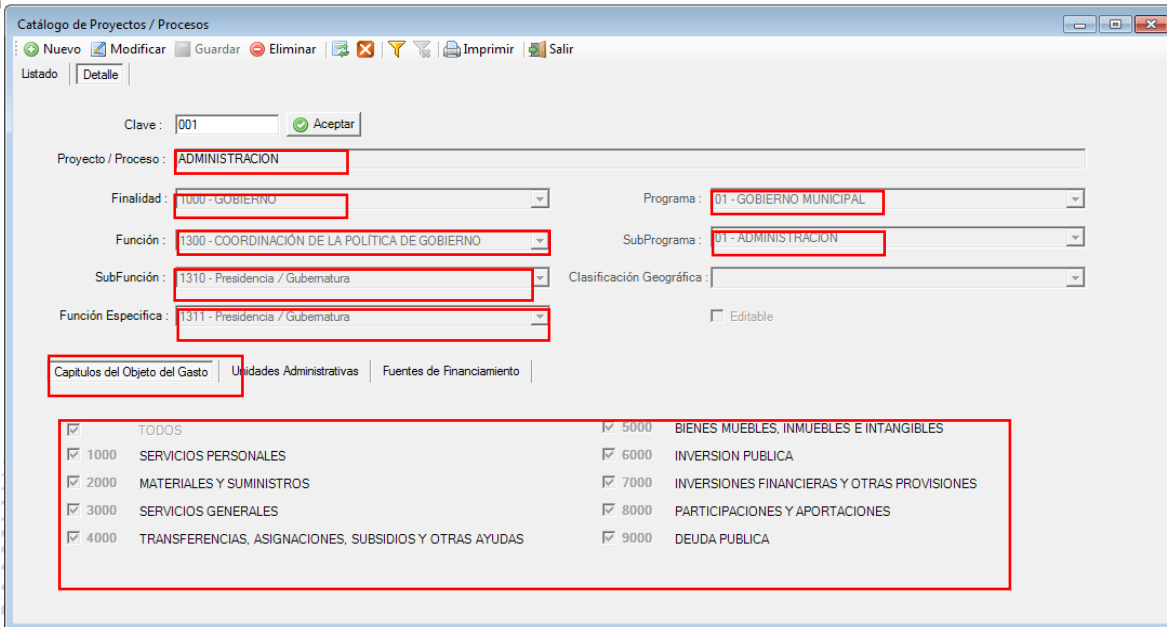 Catálogo de Proyectos / Procesos
Nuevo Modificar Guardar Eliminar Imprimir Salir
Listado Detalle
Clave : 001 Aceptar
Proyecto / Proceso : ADMINISTRACION
Finalidad : 1000 - GOBIERNO Programa : 01 - GOBIERNO MUNICIPAL
Función : 1300 - COORDINACIÓN DE LA POLÍTICA DE GOBIERNO SubPrograma : 01 - ADMINISTRACION
SubFunción : 1310 - Presidencia / Gubernatura Clasificación Geográfica :
Función Especifica : 1311 - Presidencia / Gubernatura Editable
Capitulos del Objeto del Gasto Unidades Administrativas Fuentes de Financiamiento
TODOS 5000 BIENES MUEBLES, INMUEBLES E INTANGIBLES
1000 SERVICIOS PERSONALES 6000 INVERSION PUBLICA
2000 MATERIALES Y SUMINISTROS 7000 INVERSIONES FINANCIERAS Y OTRAS PROVISIONES
3000 SERVICIOS GENERALES 8000 PARTICIPACIONES Y APORTACIONES
4000 TRANSFERENCIAS, ASIGNACIONES, SUBSIDIOS Y OTRAS AYUDAS 9000 DEUDA PUBLICA